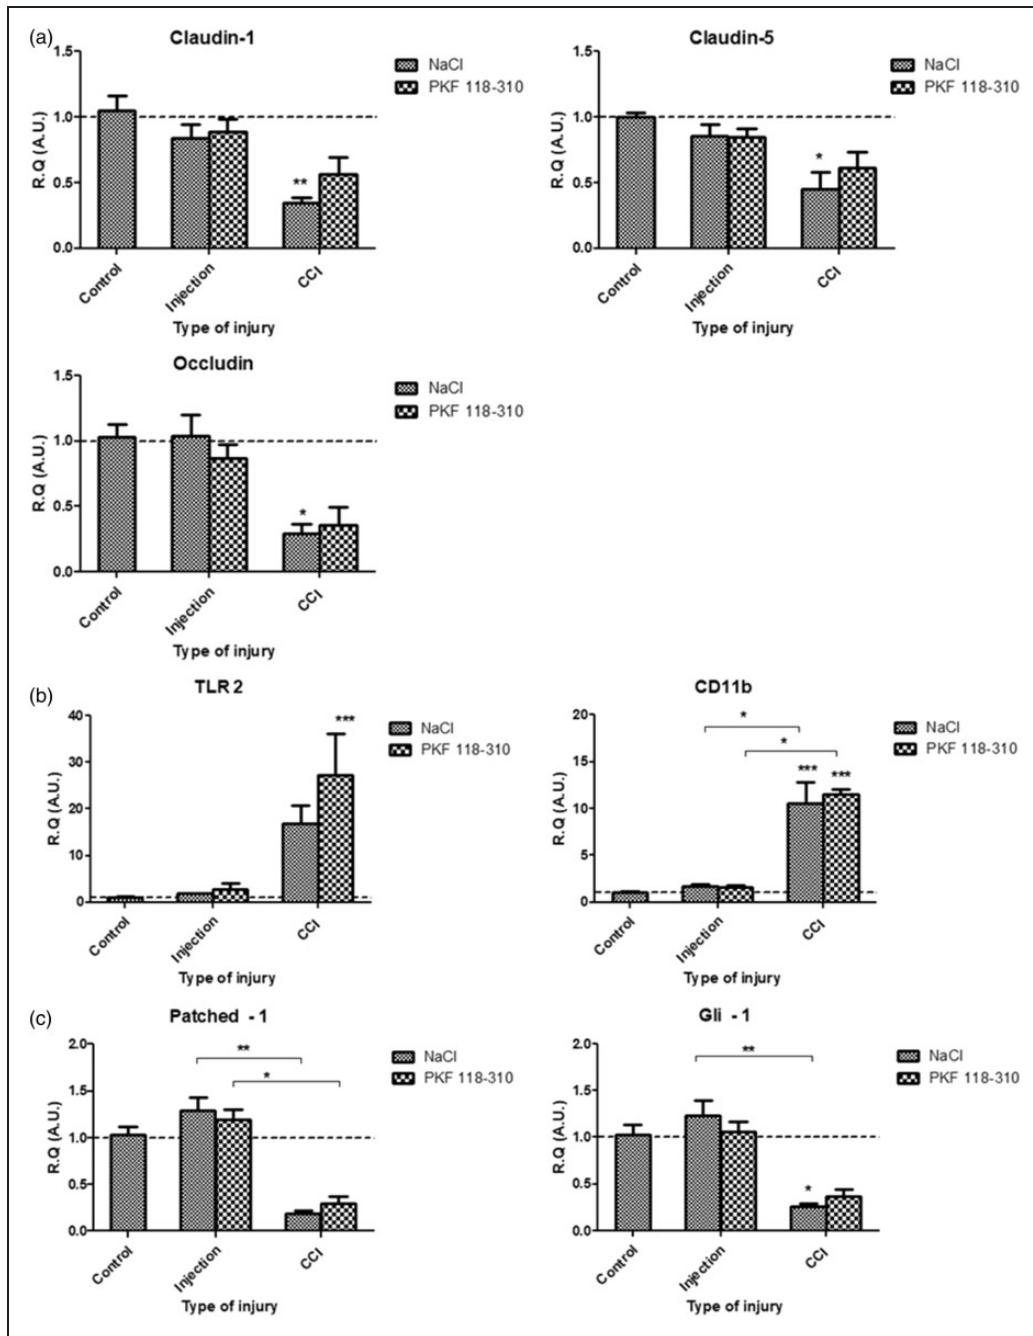 (a)
Claudin-1
1.5
1.0
0.5
0.0
R.Q (A.U.)
**
NaCl
PKF 118-310
Control
Injection
CCI
Type of injury
Claudin-5
1.5
1.0
0.5
0.0
R.Q (A.U.)
*
NaCl
PKF 118-310
Control
Injection
CCI
Type of injury
Occludin
1.5
1.0
0.5
0.0
R.Q (A.U.)
*
NaCl
PKF 118-310
Control
Injection
CCI
Type of injury
(b)
TLR 2
40
30
20
10
0
R.Q (A.U.)
***
NaCl
PKF 118-310
Control
Injection
CCI
Type of injury
CD11b
20
15
10
5
0
R.Q (A.U.)
*
*
***
***
NaCl
PKF 118-310
Control
Injection
CCI
Type of injury
(c)
Patched - 1
2.0
1.5
1.0
0.5
0.0
R.Q (A.U.)
**
*
NaCl
PKF 118-310
Control
Injection
CCI
Type of injury
Gli - 1
2.0
1.5
1.0
0.5
0.0
R.Q (A.U.)
**
*
NaCl
PKF 118-310
Control
Injection
CCI
Type of injury